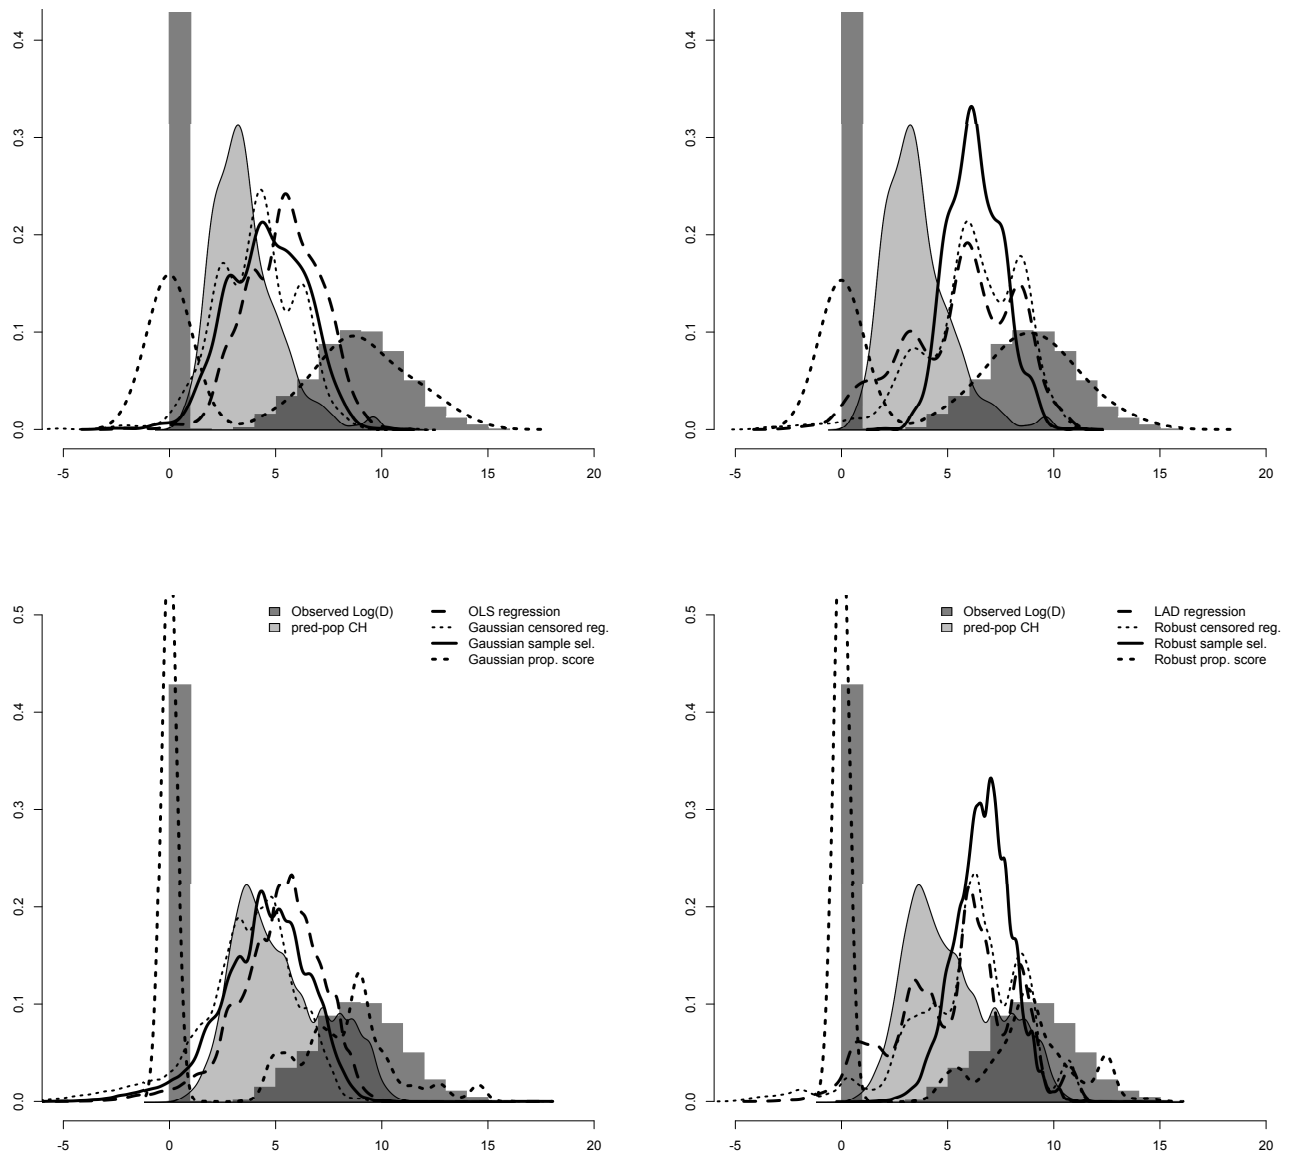 0.4
0.3
0.2
0.1
0.0
-5 0 5 10 15 20
0.4
0.3
0.2
0.1
0.0
-5 0 5 10 15 20
Observed Log(D)
pred-pop CH
OLS regression
Gaussian censored reg.
Gaussian sample sel.
Gaussian prop. score
0.5
0.4
0.3
0.2
0.1
0.0
-5 0 5 10 15 20
Observed Log(D)
pred-pop CH
LAD regression
Robust censored reg.
Robust sample sel.
Robust prop. score
0.5
0.4
0.3
0.2
0.1
0.0
-5 0 5 10 15 20